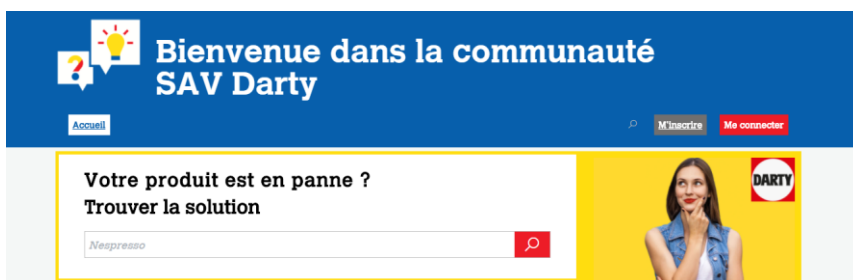 Bienvenue dans la communauté
SAV Darty
Accueil
M'inscrire
Me connecter
Votre produit est en panne ?
Trouver la solution
DARTY
Nespresso